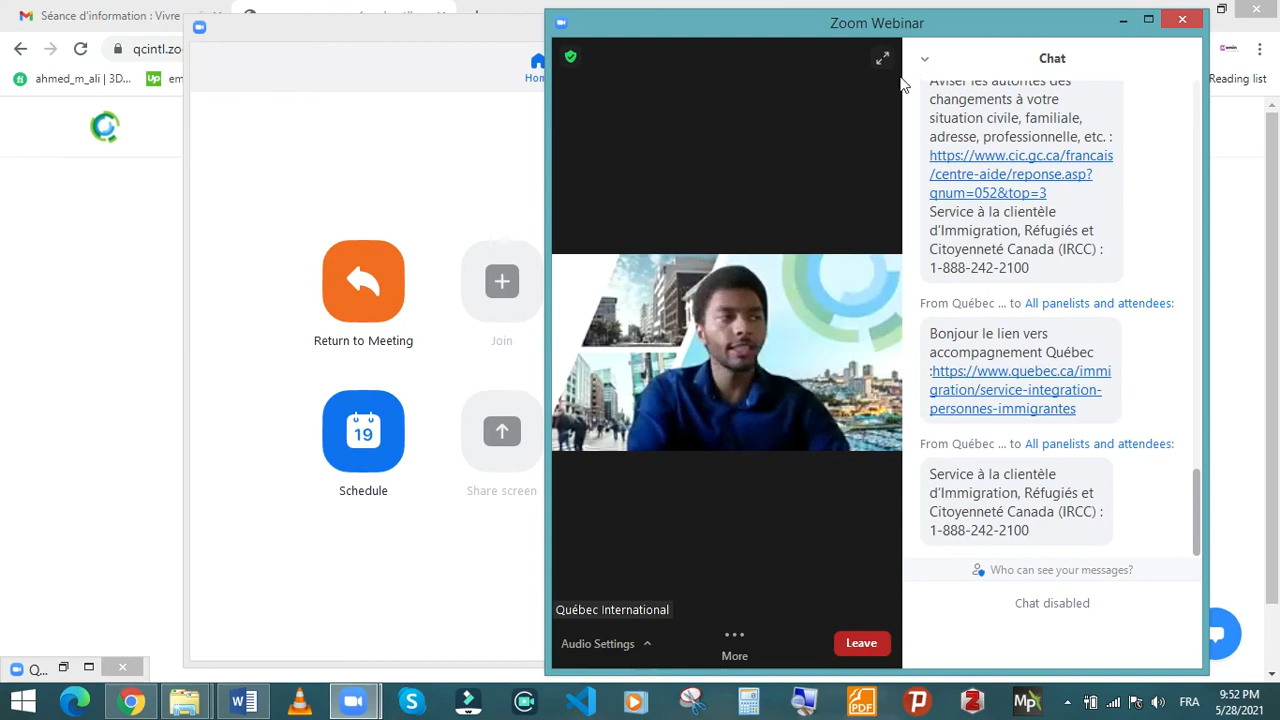 Séance d'information : Vivre
qcintl.zo
ahmed_m_ali | 3D...
Up
em
Reading list
Hom
Return to Meeting
Join
19
Schedule
Share screen
Q...
Zoom Webinar
Québec International
Audio Settings
More
Leave
Chat
Aviser les autorités des
changements à votre
situation civile, familiale,
adresse, professionnelle, etc. :
https://www.cic.gc.ca/francais
/centre-aide/reponse.asp?
qnum=052&top=3
Service à la clientèle
d'Immigration, Réfugiés et
Citoyenneté Canada (IRCC) :
1-888-242-2100
From Québec ... to All panelists and attendees:
Bonjour le lien vers
accompagnement Québec
:https://www.quebec.ca/immi
gration/service-integration-
personnes-immigrantes
From Québec ... to All panelists and attendees:
Service à la clientèle
d'Immigration, Réfugiés et
Citoyenneté Canada (IRCC) :
1-888-242-2100
Who can see your messages?
Chat disabled
FRA
9:52 PM
5/28/2021